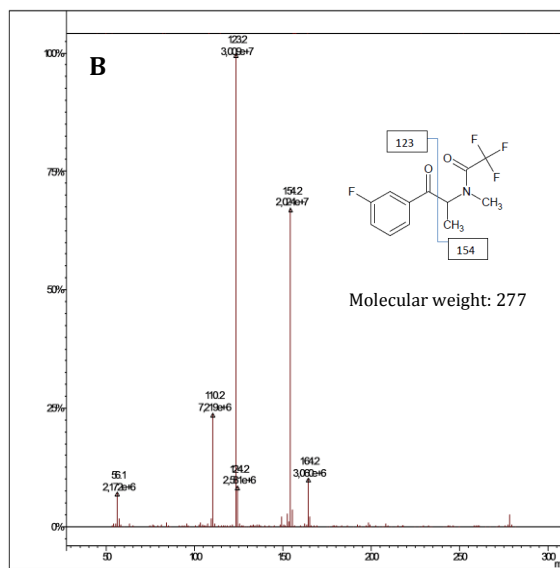 100%
75%
50%
25%
0%
B
123.2
3,009e+7
154.2
2,024e+7
110.2
7,219e+6
124.2
2,581e+6
164.2
3,060e+6
56.1
2,172e+6
123
154
O
F
F
F
O
F
N
CH3
CH3
Molecular weight: 277
50
100
150
200
250
300